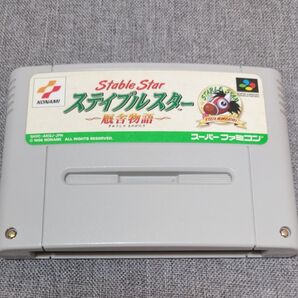 Stable Star
KONAMI
ステイブルスター
〜厩舎物語〜
SHVC-AKSJ-JPN
© 1996 KONAMI ALL RIGHTS RESERVED.
スーパーファミコン